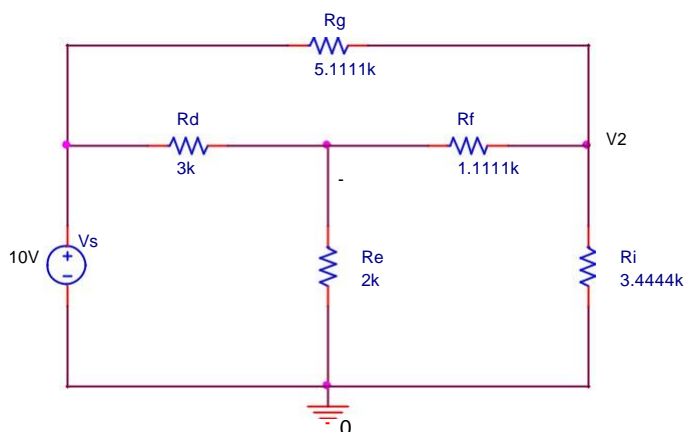 Rg
5.1111k
Rd
3k
Rf
1.1111k
V2
-
10V
Vs
+
-
Re
2k
Ri
3.4444k
0